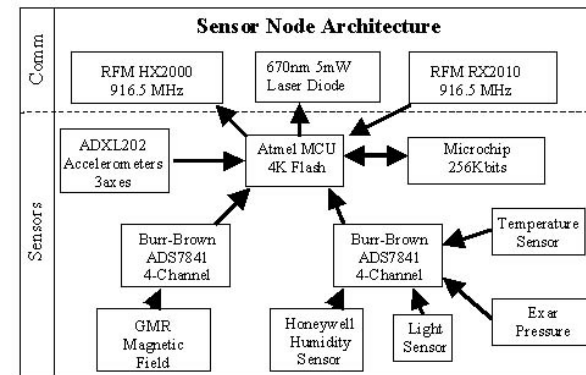 Sensor Node Architecture
Comm
RFM HX2000
916.5 MHz
670nm 5mW
Laser Diode
RFM RX2010
916.5 MHz
Sensors
ADXL202
Accelerometers
3axes
Atmel MCU
4K Flash
Microchip
256Kbits
Burr-Brown
ADS7841
4-Channel
Burr-Brown
ADS7841
4-Channel
Temperature
Sensor
GMR
Magnetic
Field
Honeywell
Humidity
Sensor
Light
Sensor
Exar
Pressure